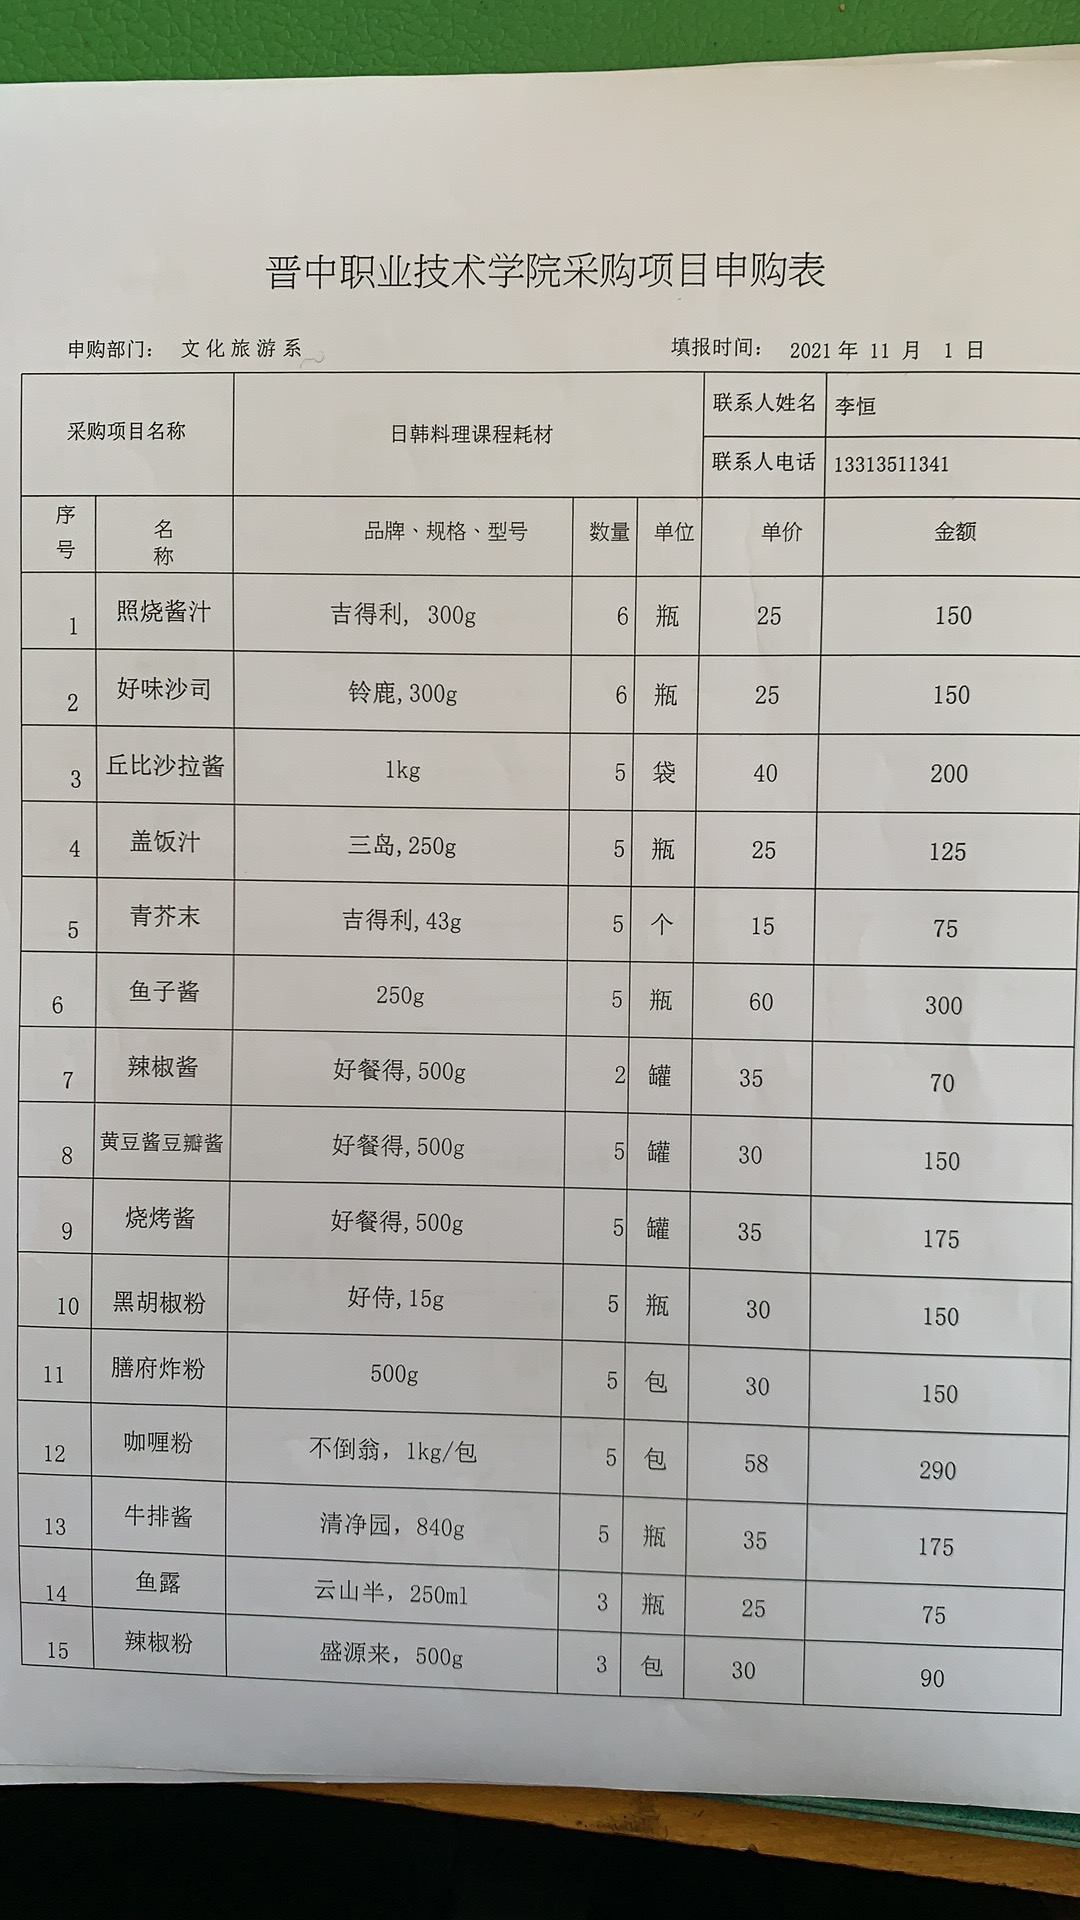 晋中职业技术学院采购项目申购表
申购部门： 文化旅游系 填报时间： 2021年 11 月 1 日
采购项目名称 日韩料理课程耗材 联系人姓名 李恒
联系人电话 13313511341
序号 名称 品牌、规格、型号 数量 单位 单价 金额
1 照烧酱汁 吉得利, 300g 6 瓶 25 150
2 好味沙司 铃鹿,300g 6 瓶 25 150
3 丘比沙拉酱 1kg 5 袋 40 200
4 盖饭汁 三岛,250g 5 瓶 25 125
5 青芥末 吉得利,43g 5 个 15 75
6 鱼子酱 250g 5 瓶 60 300
7 辣椒酱 好餐得,500g 2 罐 35 70
8 黄豆酱豆瓣酱 好餐得,500g 5 罐 30 150
9 烧烤酱 好餐得,500g 5 罐 35 175
10 黑胡椒粉 好侍,15g 5 瓶 30 150
11 膳府炸粉 500g 5 包 30 150
12 咖喱粉 不倒翁，1kg/包 5 包 58 290
13 牛排酱 清净园，840g 5 瓶 35 175
14 鱼露 云山半，250ml 3 瓶 25 75
15 辣椒粉 盛源来，500g 3 包 30 90